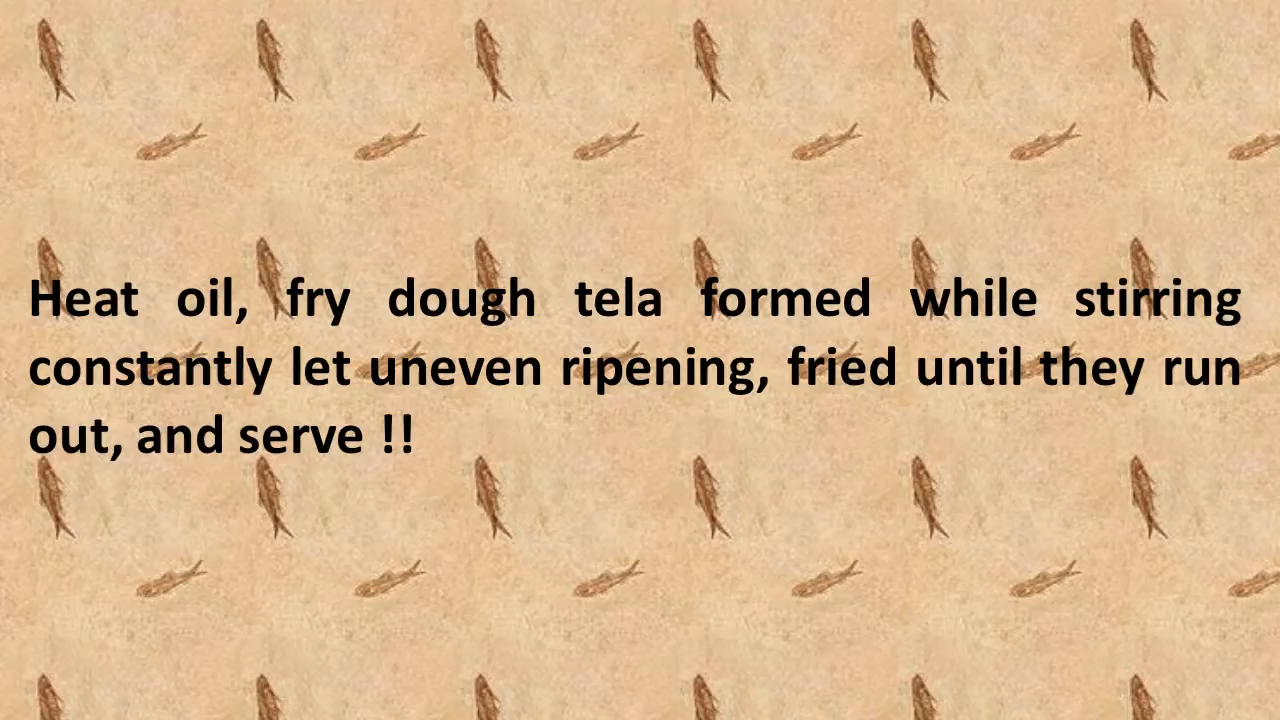 Heat oil, fry dough tela formed while stirring
constantly let uneven ripening, fried until they run
out, and serve !!